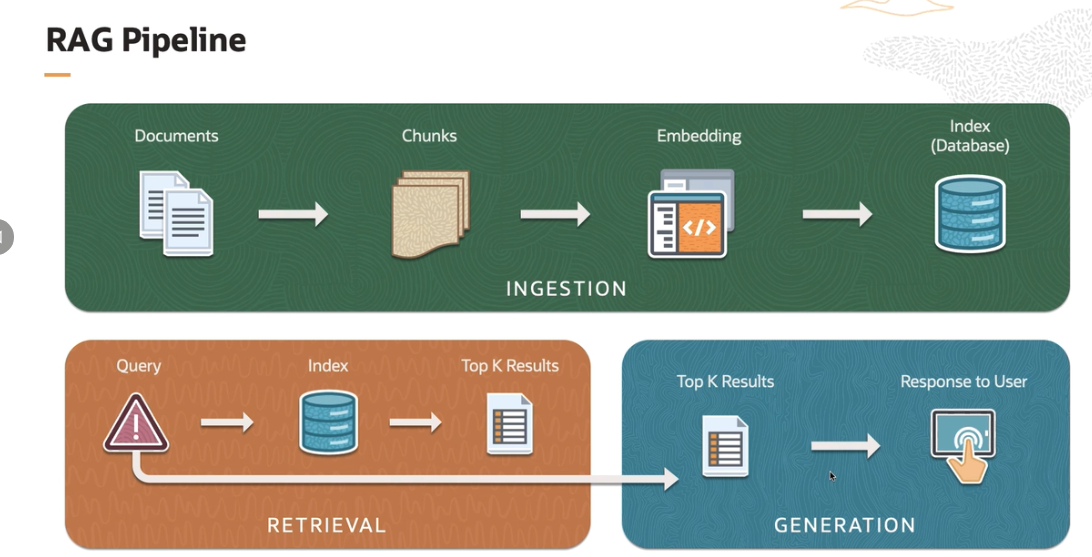 RAG Pipeline
Documents
Chunks
Embedding
Index
(Database)
</>
INGESTION
Query
Index
Top K Results
!
RETRIEVAL
Top K Results
Response to User
GENERATION